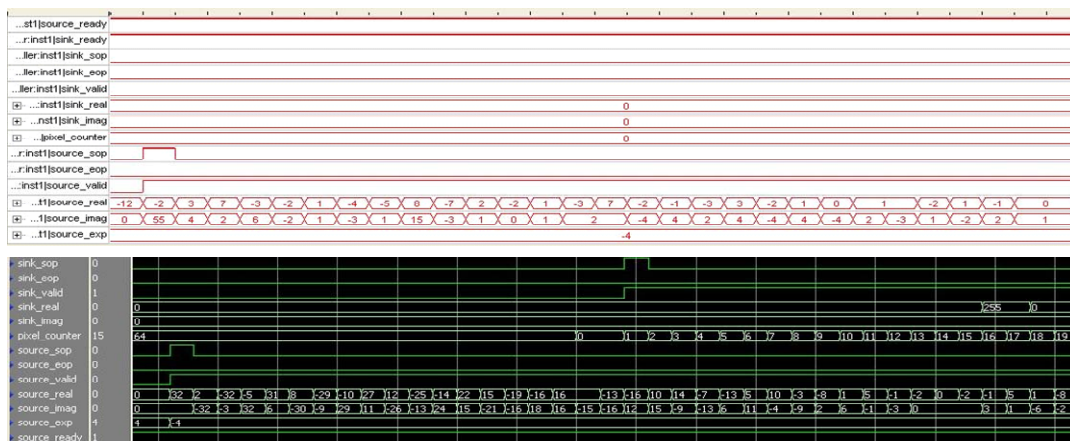 ...st1|source_ready
...r:inst1|sink_ready
...ller:inst1|sink_sop
...ller:inst1|sink_eop
...ller:inst1|sink_valid
...:inst1|sink_real 0
...nst1|sink_imag 0
...|pixel_counter 0
...r:inst1|source_sop
...r:inst1|source_eop
...:inst1|source_valid
...t1|source_real -12 -2 3 7 -3 -2 1 -4 -5 8 -7 2 -2 1 -3 7 -2 -1 -3 3 -2 1 0 1 -2 1 -1 0
...1|source_imag 0 55 4 2 6 -2 1 -3 1 15 -3 1 0 1 2 -4 4 2 4 -4 4 -4 2 -3 1 -2 2 1
...t1|source_exp -4
sink_sop 0
sink_eop 0
sink_valid 1
sink_real 0 0 255 0
sink_imag 0 0
pixel_counter 15 64 0 1 2 3 4 5 6 7 8 9 10 11 12 13 14 15 16 17 18 19
source_sop 0
source_eop 0
source_valid 0
source_real 0 0 32 2 -32 -5 31 8 -29 -10 27 12 -25 -14 22 15 -19 -16 16 -13 -16 10 14 -7 -13 5 10 -3 -8 1 5 -1 -2 0 -2 -1 5 1 -8
source_imag 0 0 -32 -3 32 6 -30 -9 29 11 -26 -13 24 15 -21 -16 18 16 -15 -16 12 15 -9 -13 6 11 -4 -9 2 6 -1 -3 0 3 1 -6 -2
source_exp 4 4 -4
source_ready 1